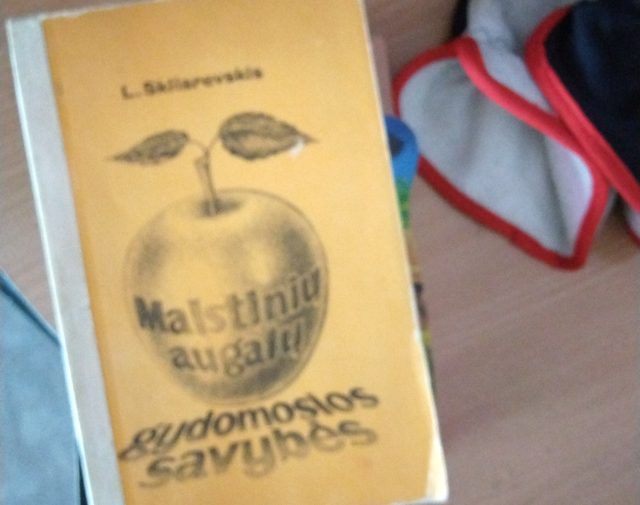 L. Skliarevskis
Maistinių
augalų
gydomosios
savybės